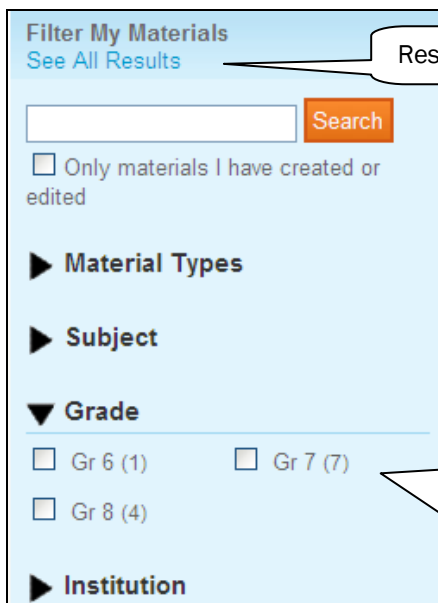 Filter My Materials
See All Results
Res
Search
Only materials I have created or
edited
Material Types
Subject
Grade
Gr 6 (1)
Gr 7 (7)
Gr 8 (4)
Institution